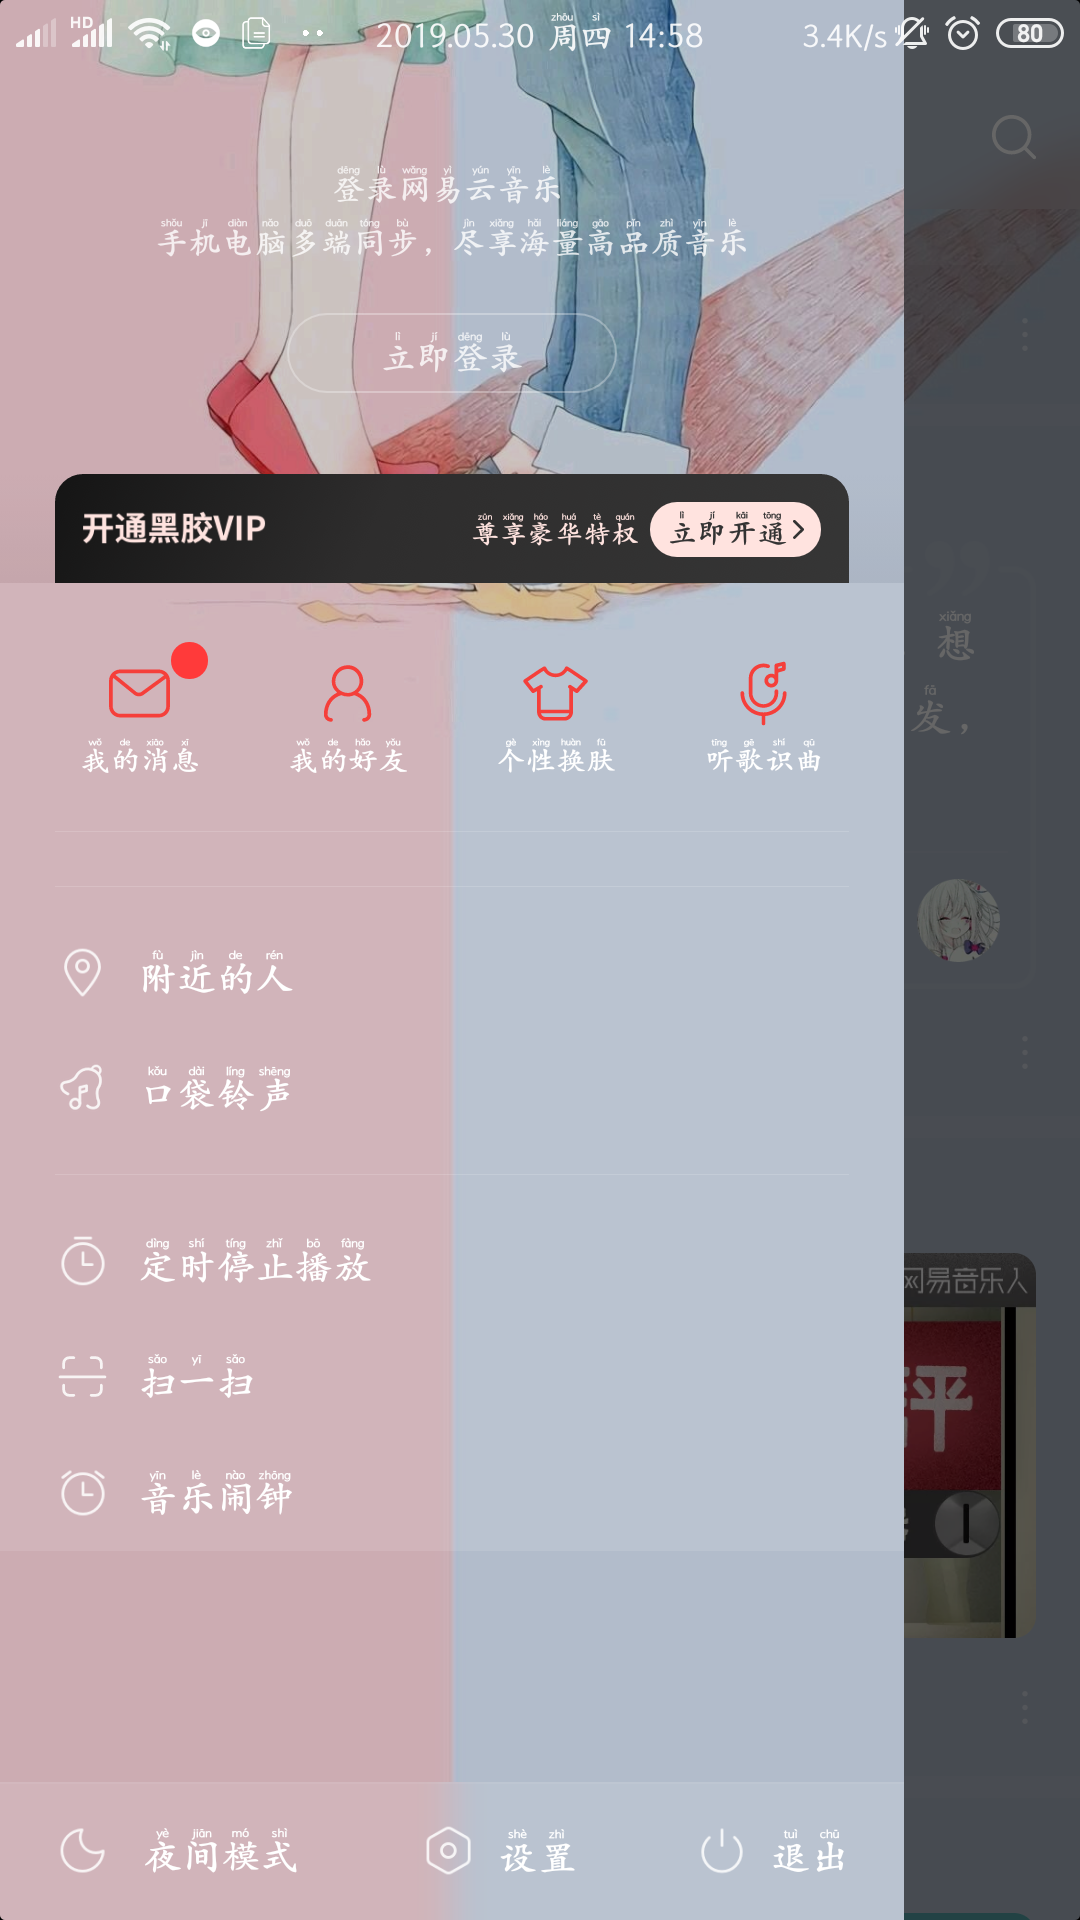 HD 2019.05.30 周四 14:58 3.4K/s 80
登录网易云音乐
手机电脑多端同步，尽享海量高品质音乐
立即登录
开通黑胶VIP 尊享豪华特权 立即开通
想
发，
我的消息 我的好友 个性换肤 听歌识曲
附近的人
口袋铃声
定时停止播放
网易音乐人
扫一扫
評
音乐闹钟
夜间模式 设置 退出